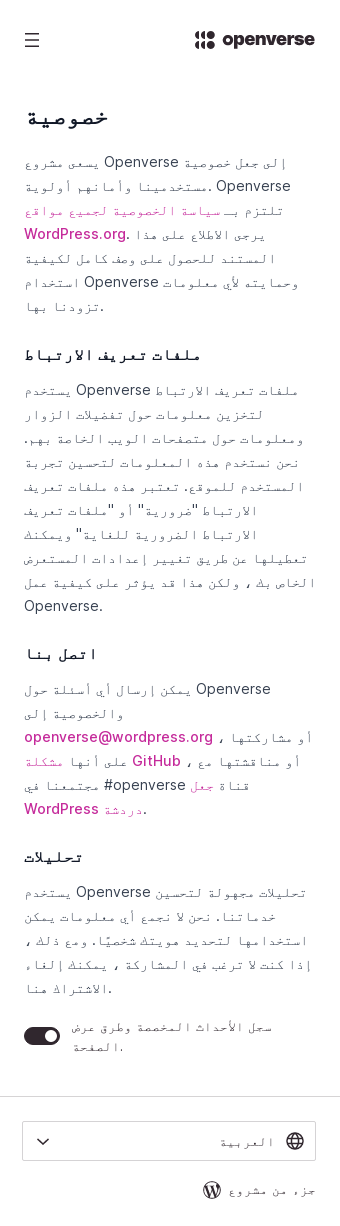 openverse
خصوصية
يسعى مشروع Openverse إلى جعل خصوصية
مستخدمينا وأمانهم أولوية. Openverse
تلتزم بـ سياسة الخصوصية لجميع مواقع
WordPress.org. يرجى الاطلاع على هذا
المستند للحصول على وصف كامل لكيفية
استخدام Openverse وحمايته لأي معلومات
تزودنا بها.
ملفات تعريف الارتباط
يستخدم Openverse ملفات تعريف الارتباط
لتخزين معلومات حول تفضيلات الزوار
ومعلومات حول متصفحات الويب الخاصة بهم.
نحن نستخدم هذه المعلومات لتحسين تجربة
المستخدم للموقع. تعتبر هذه ملفات تعريف
الارتباط "ضرورية" أو "ملفات تعريف
الارتباط الضرورية للغاية" ويمكنك
تعطيلها عن طريق تغيير إعدادات المستعرض
الخاص بك ، ولكن هذا قد يؤثر على كيفية عمل
Openverse.
اتصل بنا
يمكن إرسال أي أسئلة حول Openverse
والخصوصية إلى
openverse@wordpress.org ، أو مشاركتها
على أنها مشكلة GitHub ، أو مناقشتها مع
مجتمعنا في #openverse قناة جعل
WordPress دردشة.
تحليلات
يستخدم Openverse تحليلات مجهولة لتحسين
خدماتنا. نحن لا نجمع أي معلومات يمكن
استخدامها لتحديد هويتك شخصيًا. ومع ذلك ،
إذا كنت لا ترغب في المشاركة ، يمكنك إلغاء
الاشتراك هنا.
سجل الأحداث المخصصة وطرق عرض
الصفحة.
العربية
جزء من مشروع